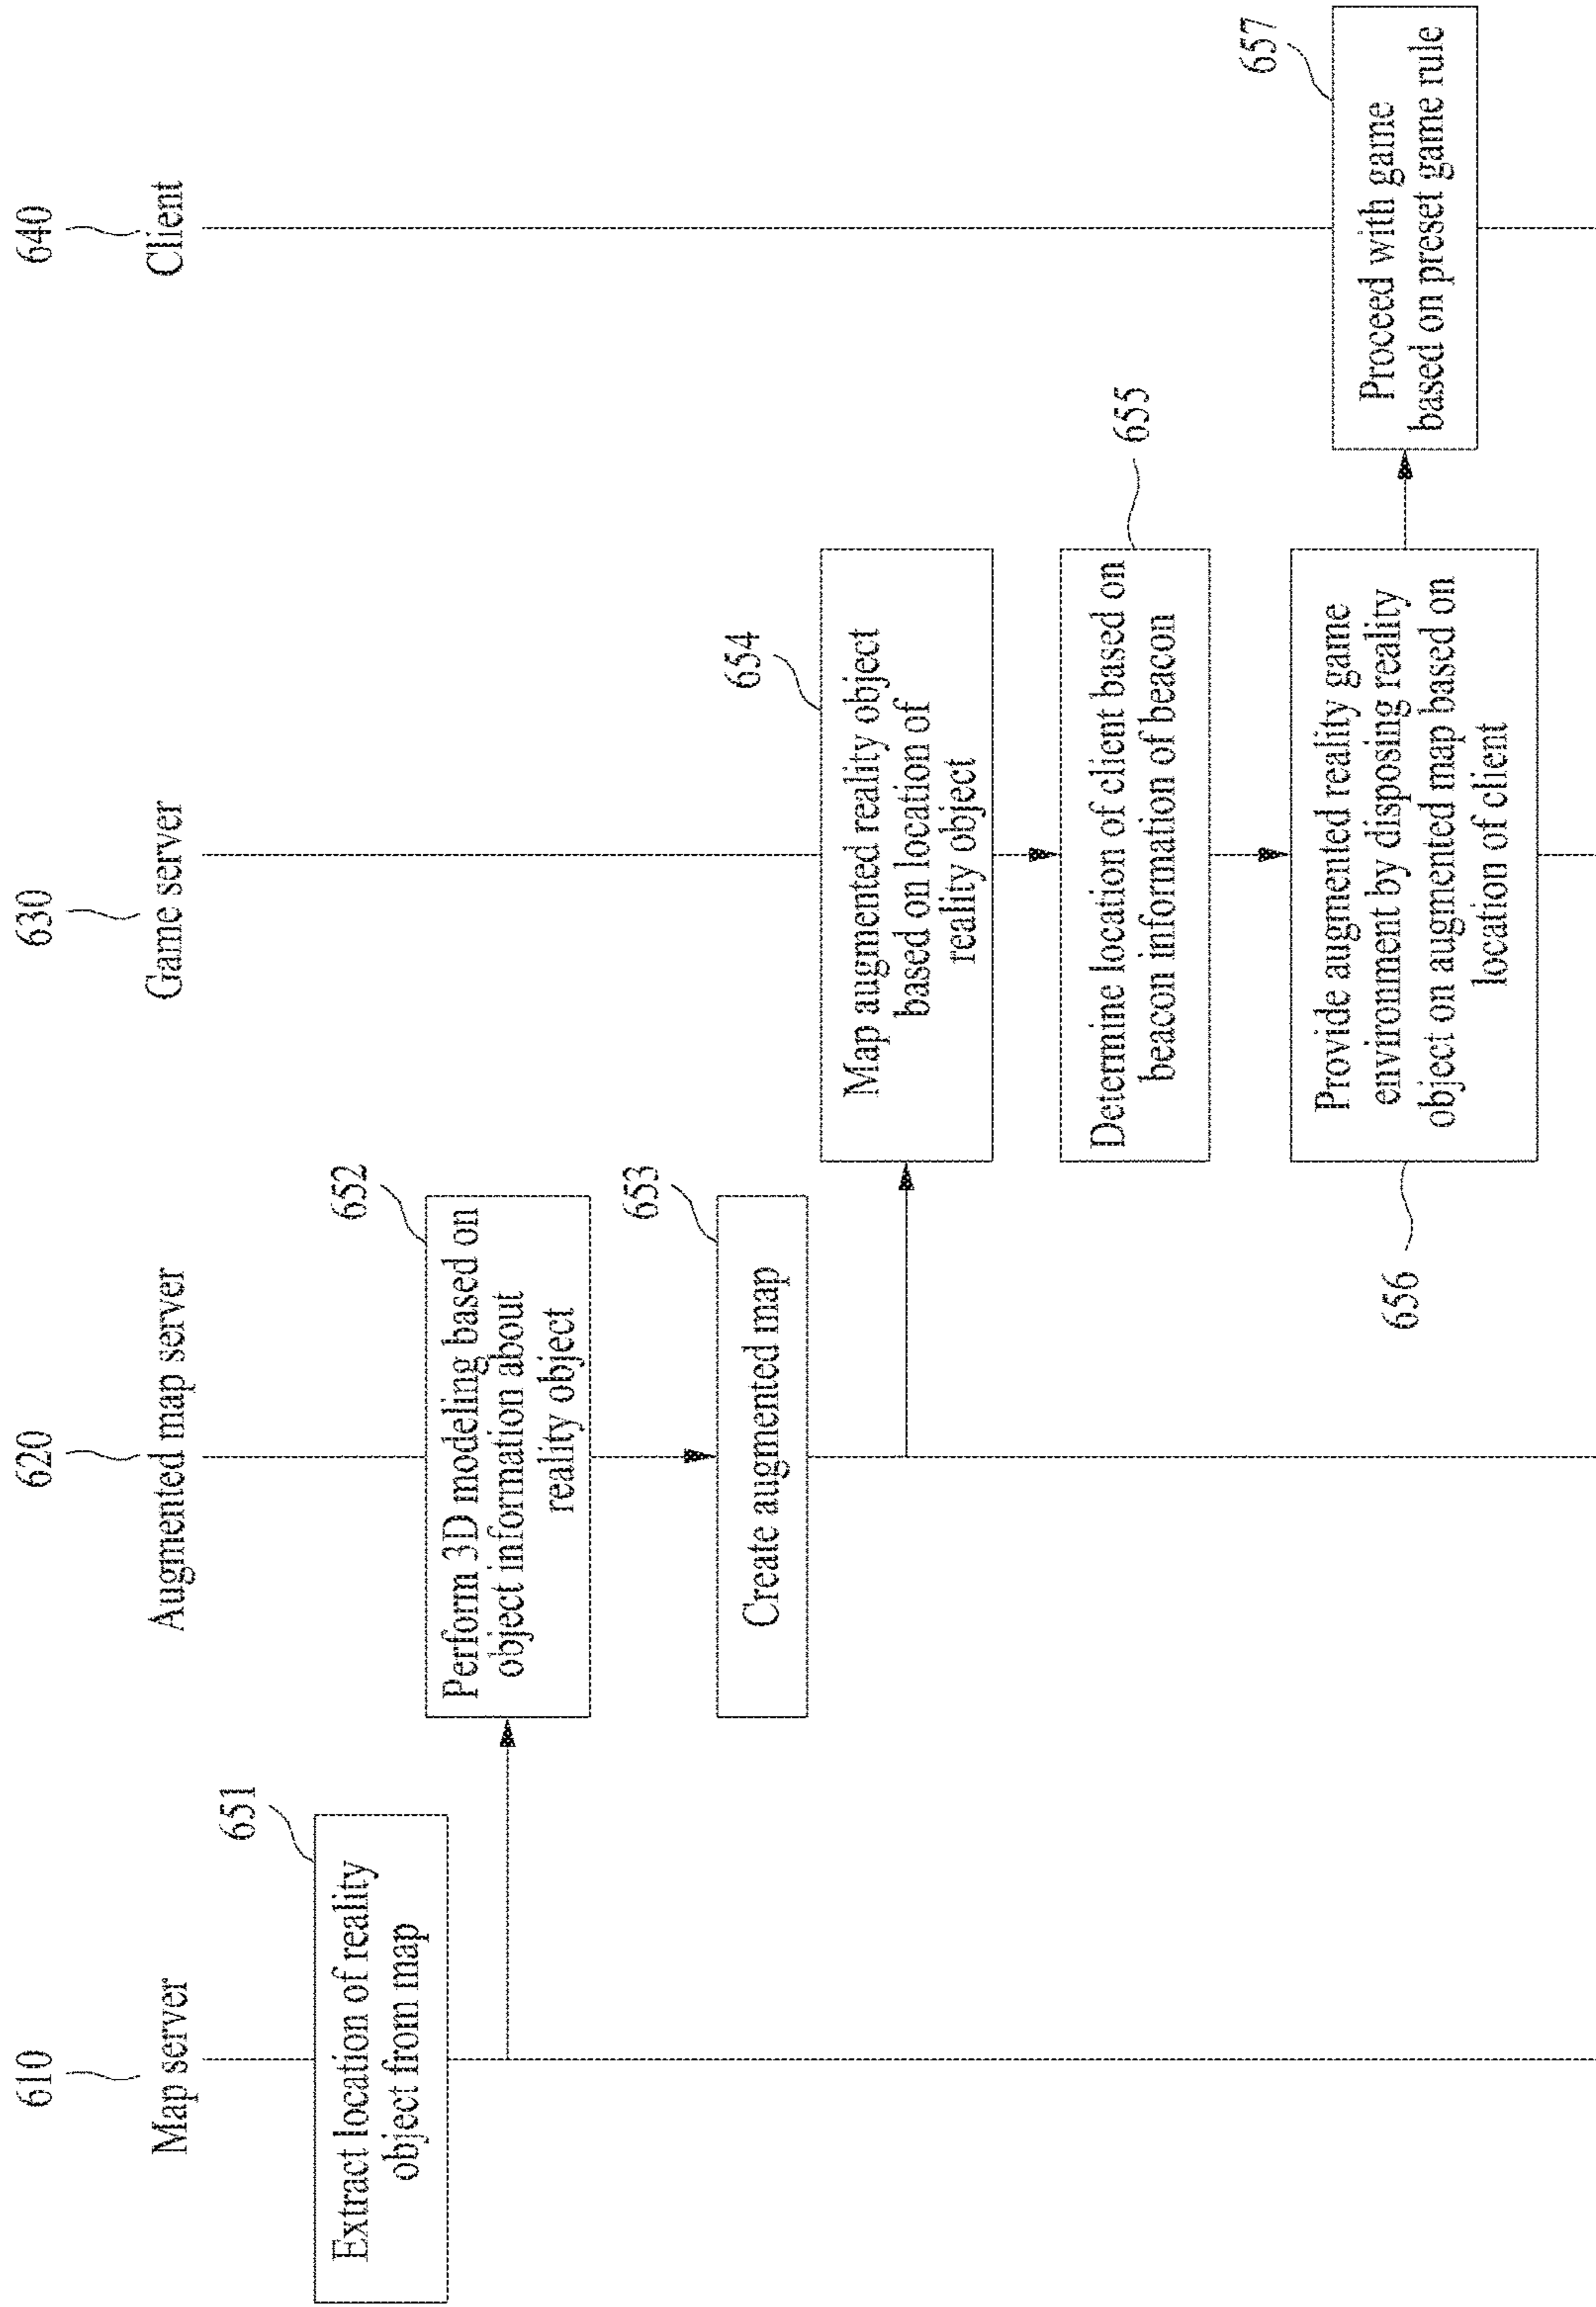 610
620
630
640
Map server
Augmented map server
Game server
Client
651
Extract location of reality
object from map
652
Perform 3D modeling based on
object information about
reality object
653
Create augmented map
654
Map augmented reality object
based on location of
reality object
655
Determine location of client based on
beacon information of beacon
656
Provide augmented reality game
environment by disposing reality
object on augmented map based on
location of client
657
Proceed with game
based on preset game rule